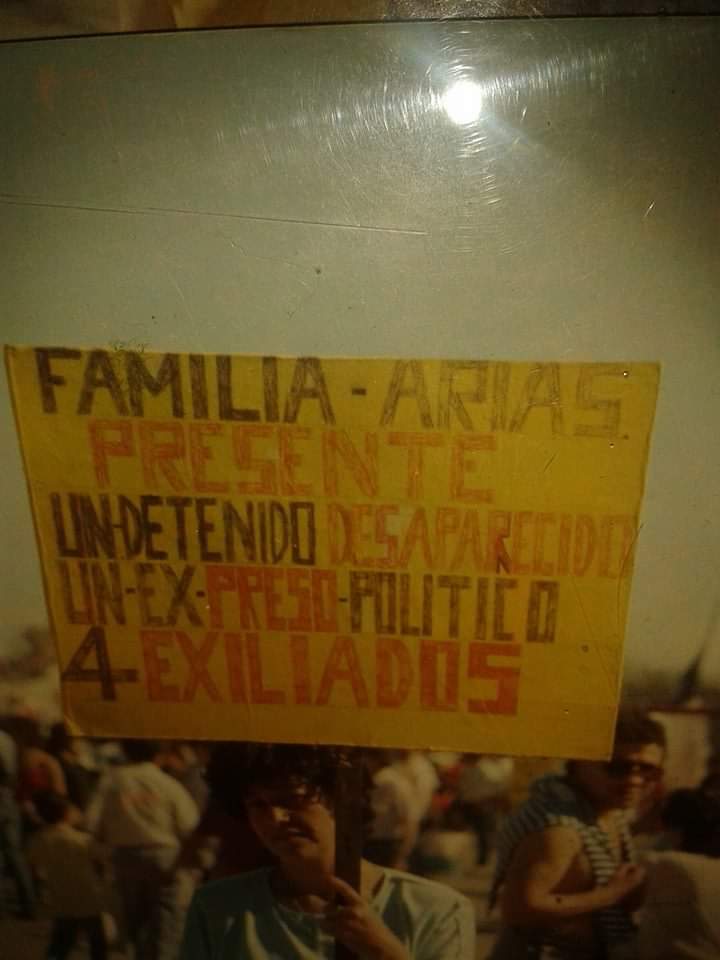 FAMILIA-ARIAS
PRESENTE
UN-DETENIDO DESAPARECIDO
UN-EX-PRESO-POLITICO
4-EXILIADOS